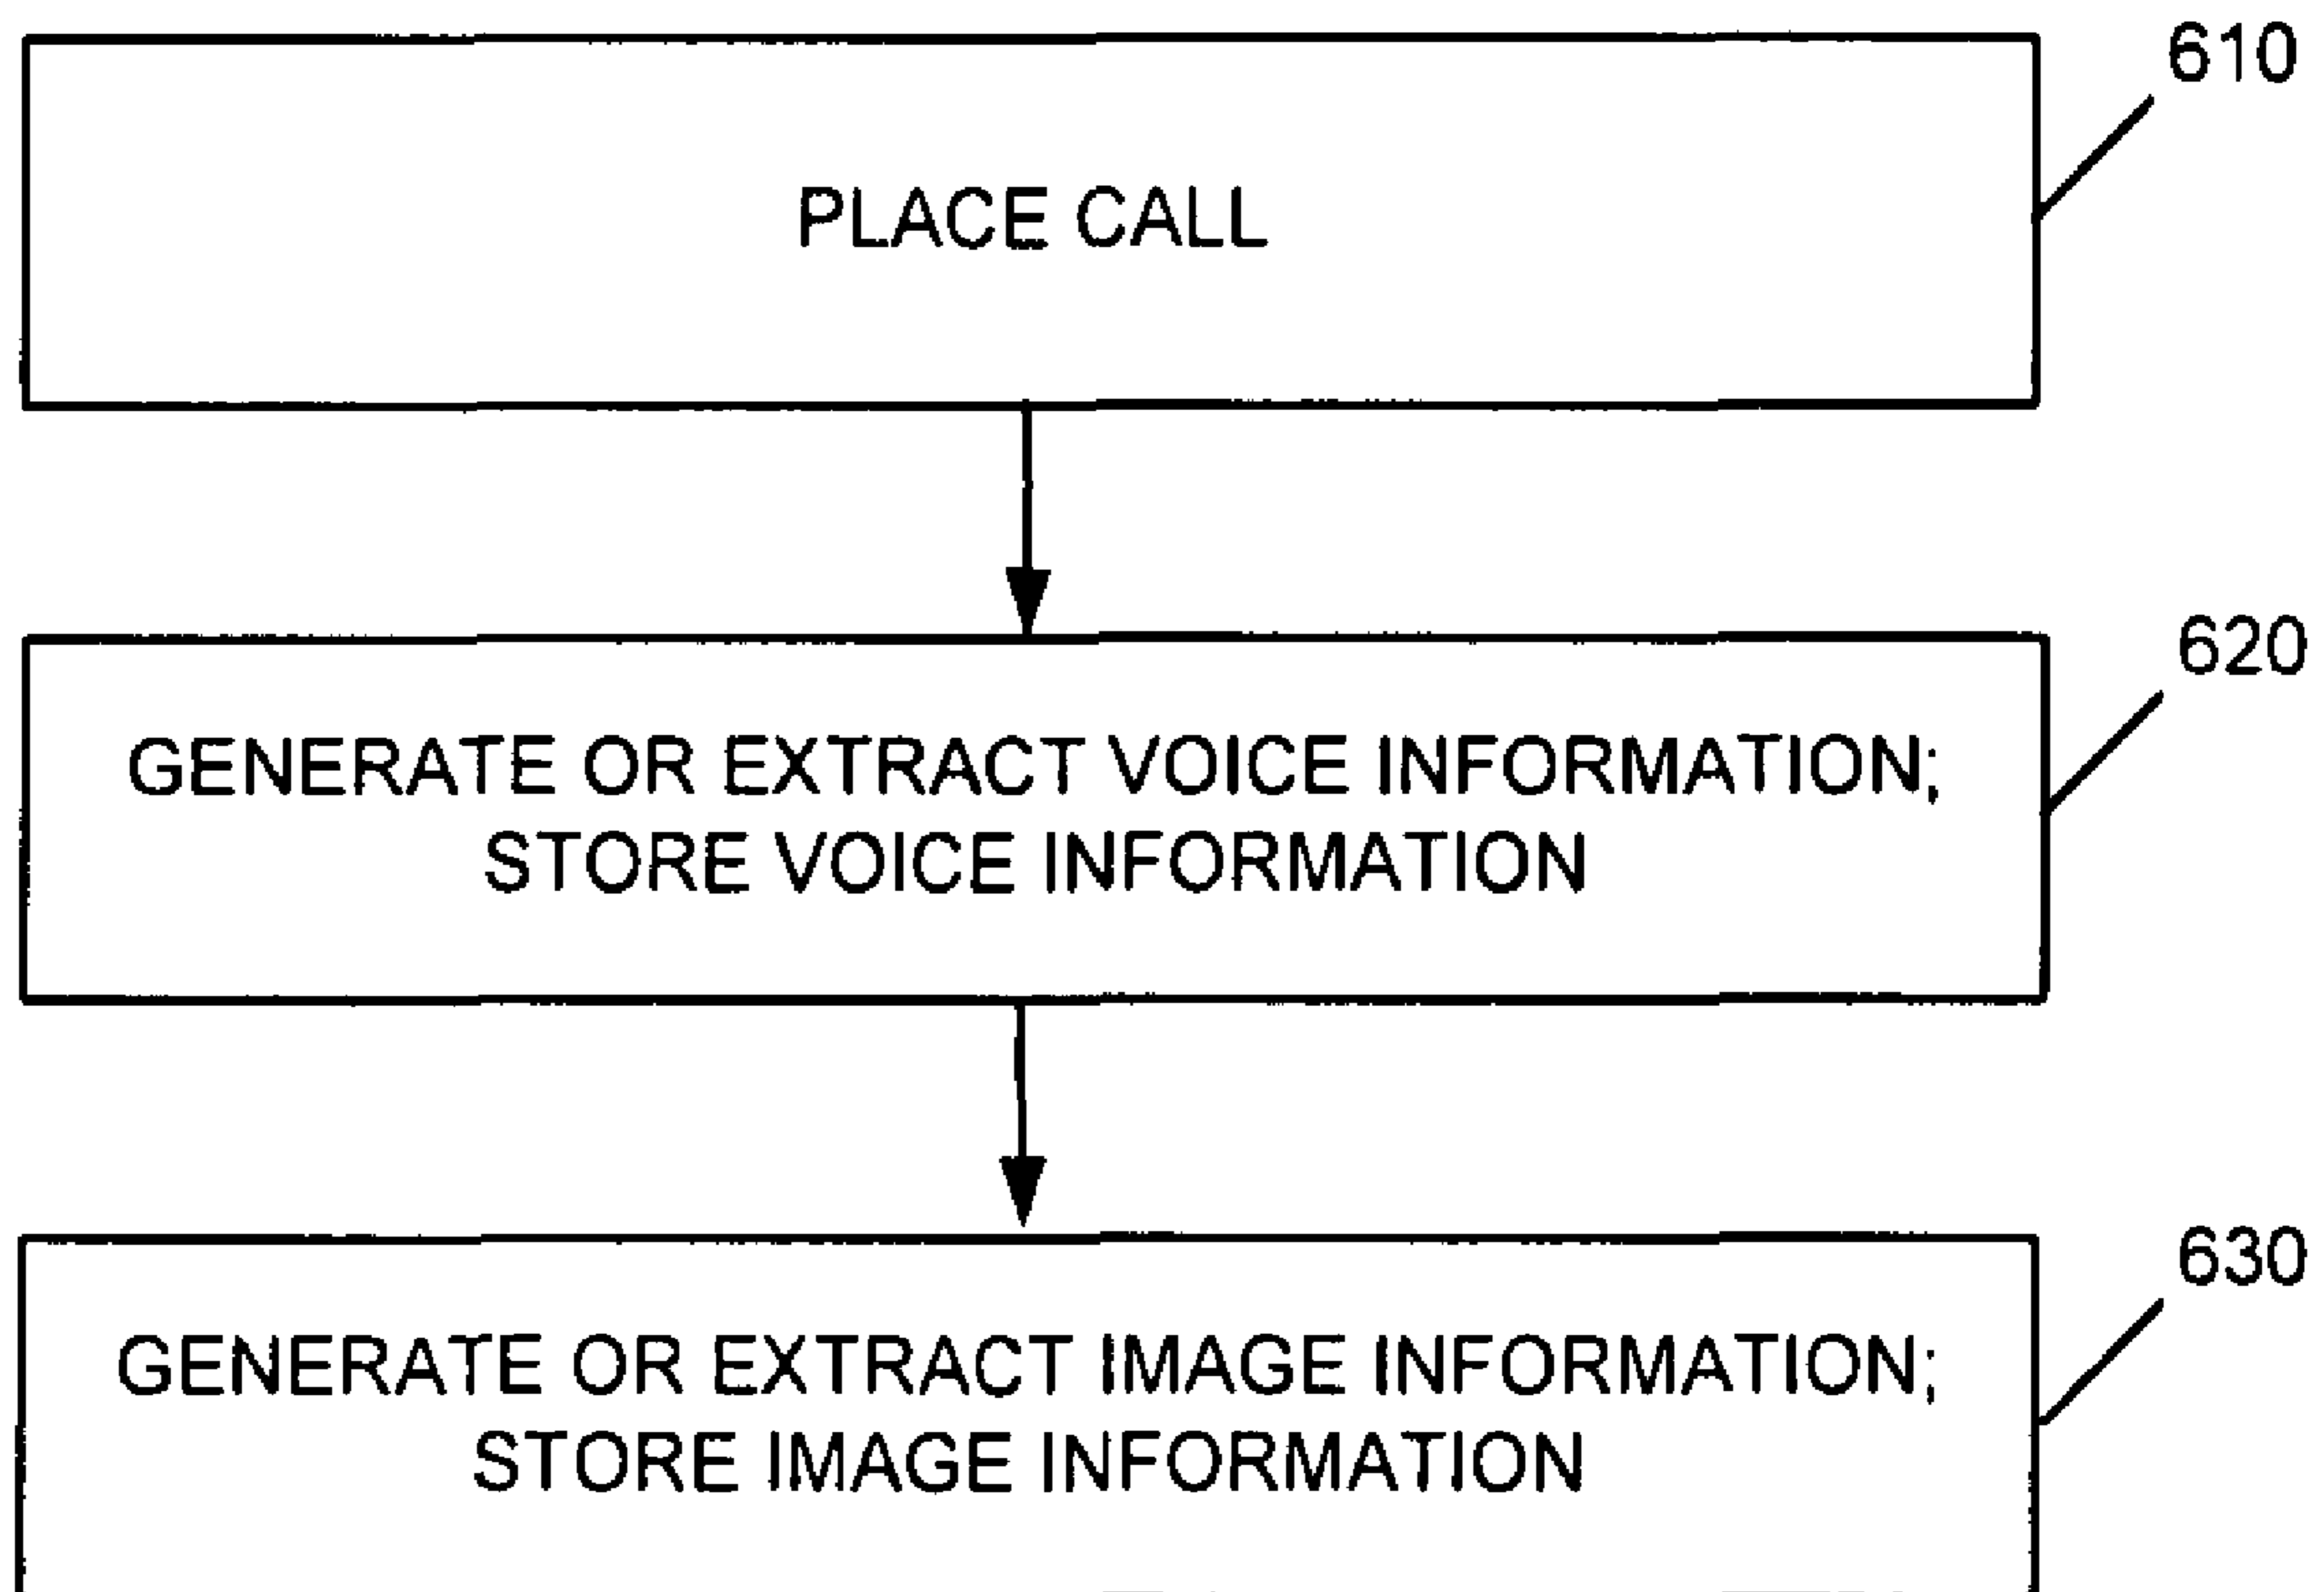 610
PLACE CALL
620
GENERATE OR EXTRACT VOICE INFORMATION;
STORE VOICE INFORMATION
630
GENERATE OR EXTRACT IMAGE INFORMATION;
STORE IMAGE INFORMATION